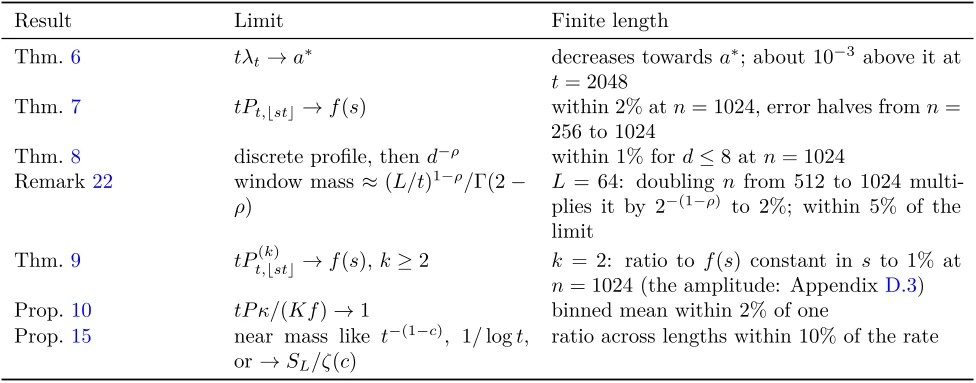 Result Limit Finite length
Thm. 6 tλ_t → a* decreases towards a*; about 10^{−3} above it at
t = 2048
Thm. 7 tP_{t,⌊st⌋} → f(s) within 2% at n = 1024, error halves from n =
256 to 1024
Thm. 8 discrete profile, then d^{−ρ} within 1% for d ≤ 8 at n = 1024
Remark 22 window mass ≈ (L/t)^{1−ρ}/Γ(2 − L = 64: doubling n from 512 to 1024 multi-
ρ) plies it by 2^{−(1−ρ)} to 2%; within 5% of the
limit
Thm. 9 tP^{(k)}_{t,⌊st⌋} → f(s), k ≥ 2 k = 2: ratio to f(s) constant in s to 1% at
n = 1024 (the amplitude: Appendix D.3)
Prop. 10 tPκ/(Kf) → 1 binned mean within 2% of one
Prop. 15 near mass like t^{−(1−c)}, 1/ log t, ratio across lengths within 10% of the rate
or → S_L/ζ(c)